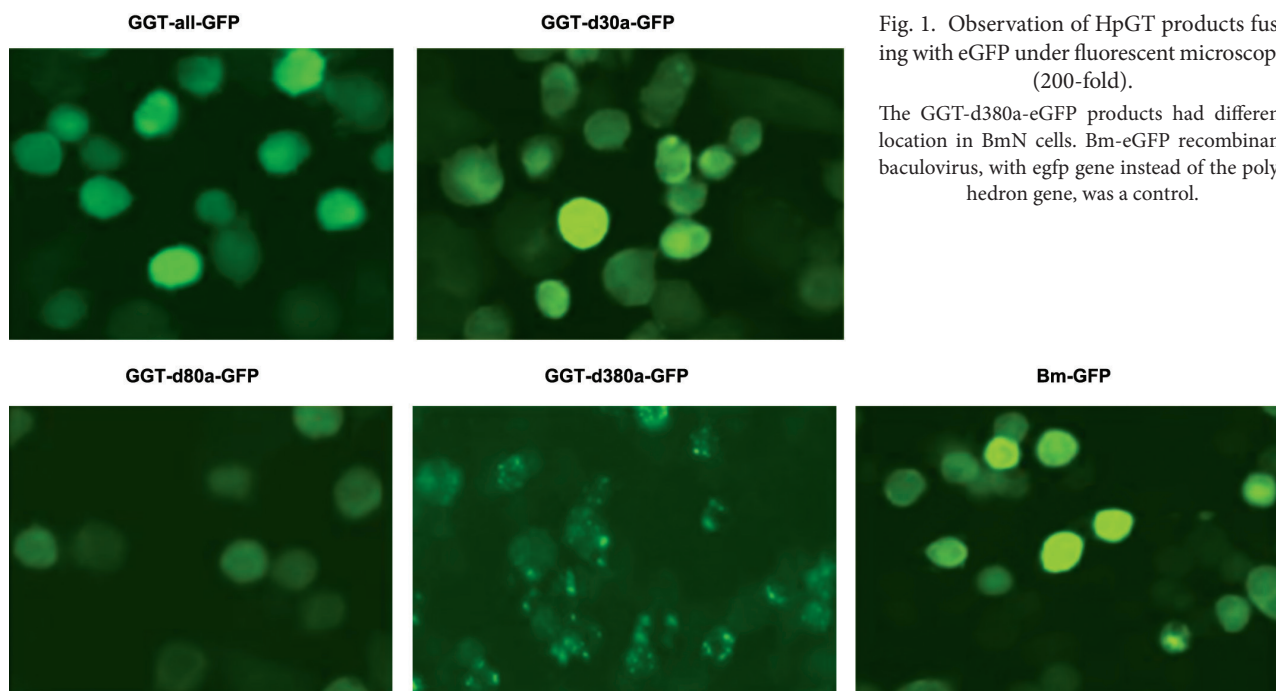 GGT-all-GFP
GGT-d30a-GFP
Fig. 1. Observation of HpGT products fus
ing with eGFP under fluorescent microscop
(200-fold).
The GGT-d380a-eGFP products had differen
location in BmN cells. Bm-eGFP recombinan
baculovirus, with egfp gene instead of the poly
hedron gene, was a control.
GGT-d80a-GFP
GGT-d380a-GFP
Bm-GFP